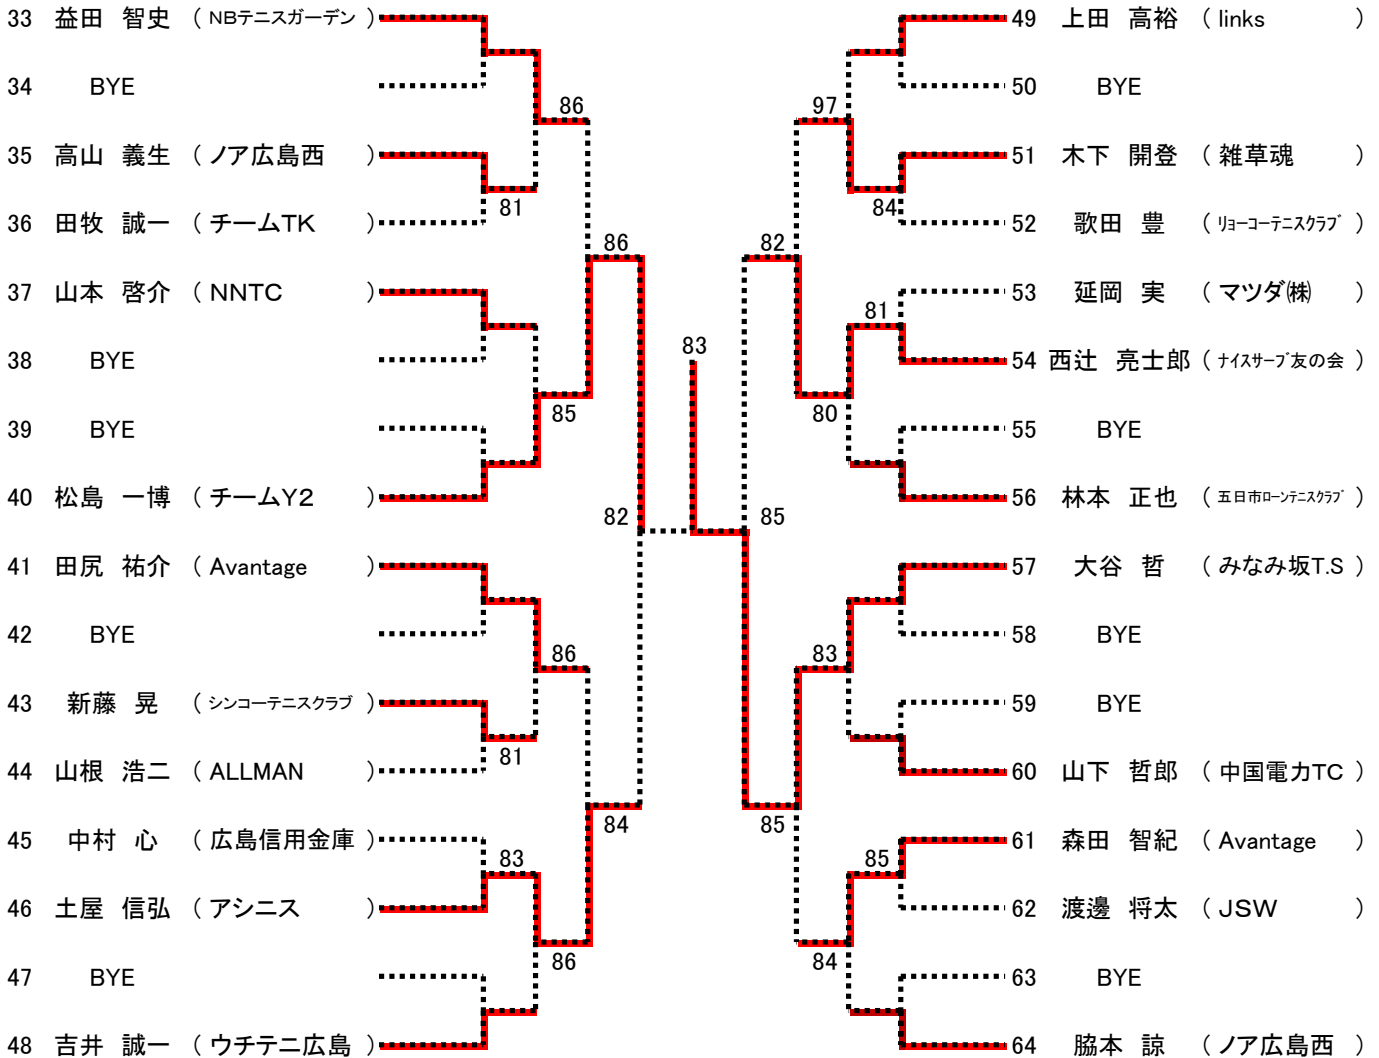 33 益田 智史 ( NBテニスガーデン )
34 BYE
86
35 高山 義生 ( ノア広島西 )
81
36 田牧 誠一 ( チームTK )
86
37 山本 啓介 ( NNTC )
38 BYE
85
39 BYE
40 松島 一博 ( チームY2 )
82
41 田尻 祐介 ( Avantage )
42 BYE
86
43 新藤 晃 ( シンコーテニスクラブ )
81
44 山根 浩二 ( ALLMAN )
84
45 中村 心 ( 広島信用金庫 )
83
46 土屋 信弘 ( アシニス )
86
47 BYE
48 吉井 誠一 ( ウチテニ広島 )
83
49 上田 高裕 ( links )
50 BYE
97
51 木下 開登 ( 雑草魂 )
84
52 歌田 豊 ( リョーコーテニスクラブ )
82
53 延岡 実 ( マツダ㈱ )
81
54 西辻 亮士郎 ( ナイスサーブ友の会 )
80
55 BYE
56 林本 正也 ( 五日市ローンテニスクラブ )
85
57 大谷 哲 ( みなみ坂T.S )
58 BYE
83
59 BYE
60 山下 哲郎 ( 中国電力TC )
85
61 森田 智紀 ( Avantage )
85
62 渡邊 将太 ( JSW )
84
63 BYE
64 脇本 諒 ( ノア広島西 )